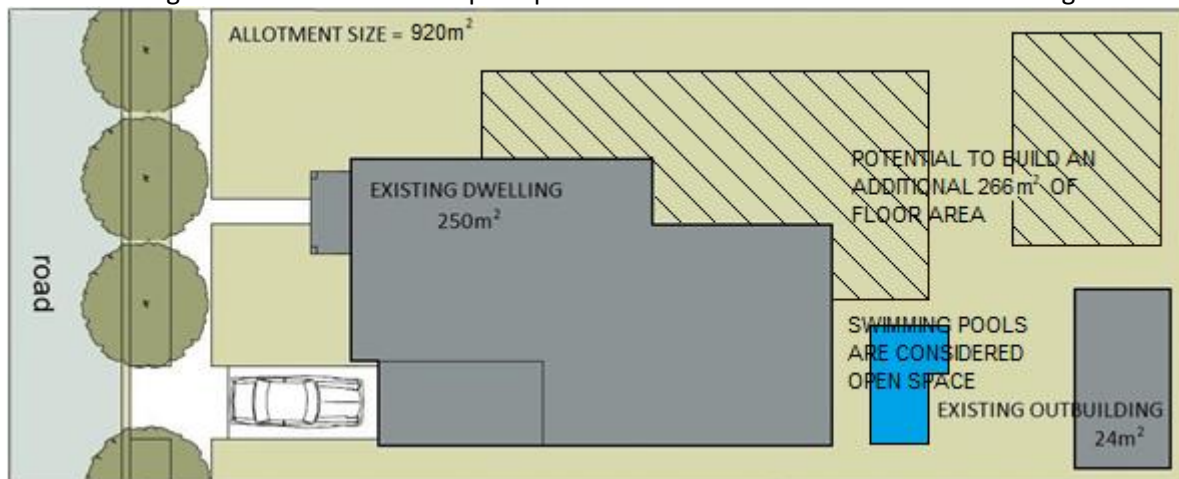 ALLOTMENT SIZE = 920m²
EXISTING DWELLING
250m²
POTENTIAL TO BUILD AN
ADDITIONAL 266m² OF
FLOOR AREA
road
SWIMMING POOLS
ARE CONSIDERED
OPEN SPACE
EXISTING OUTBUILDING
24m²